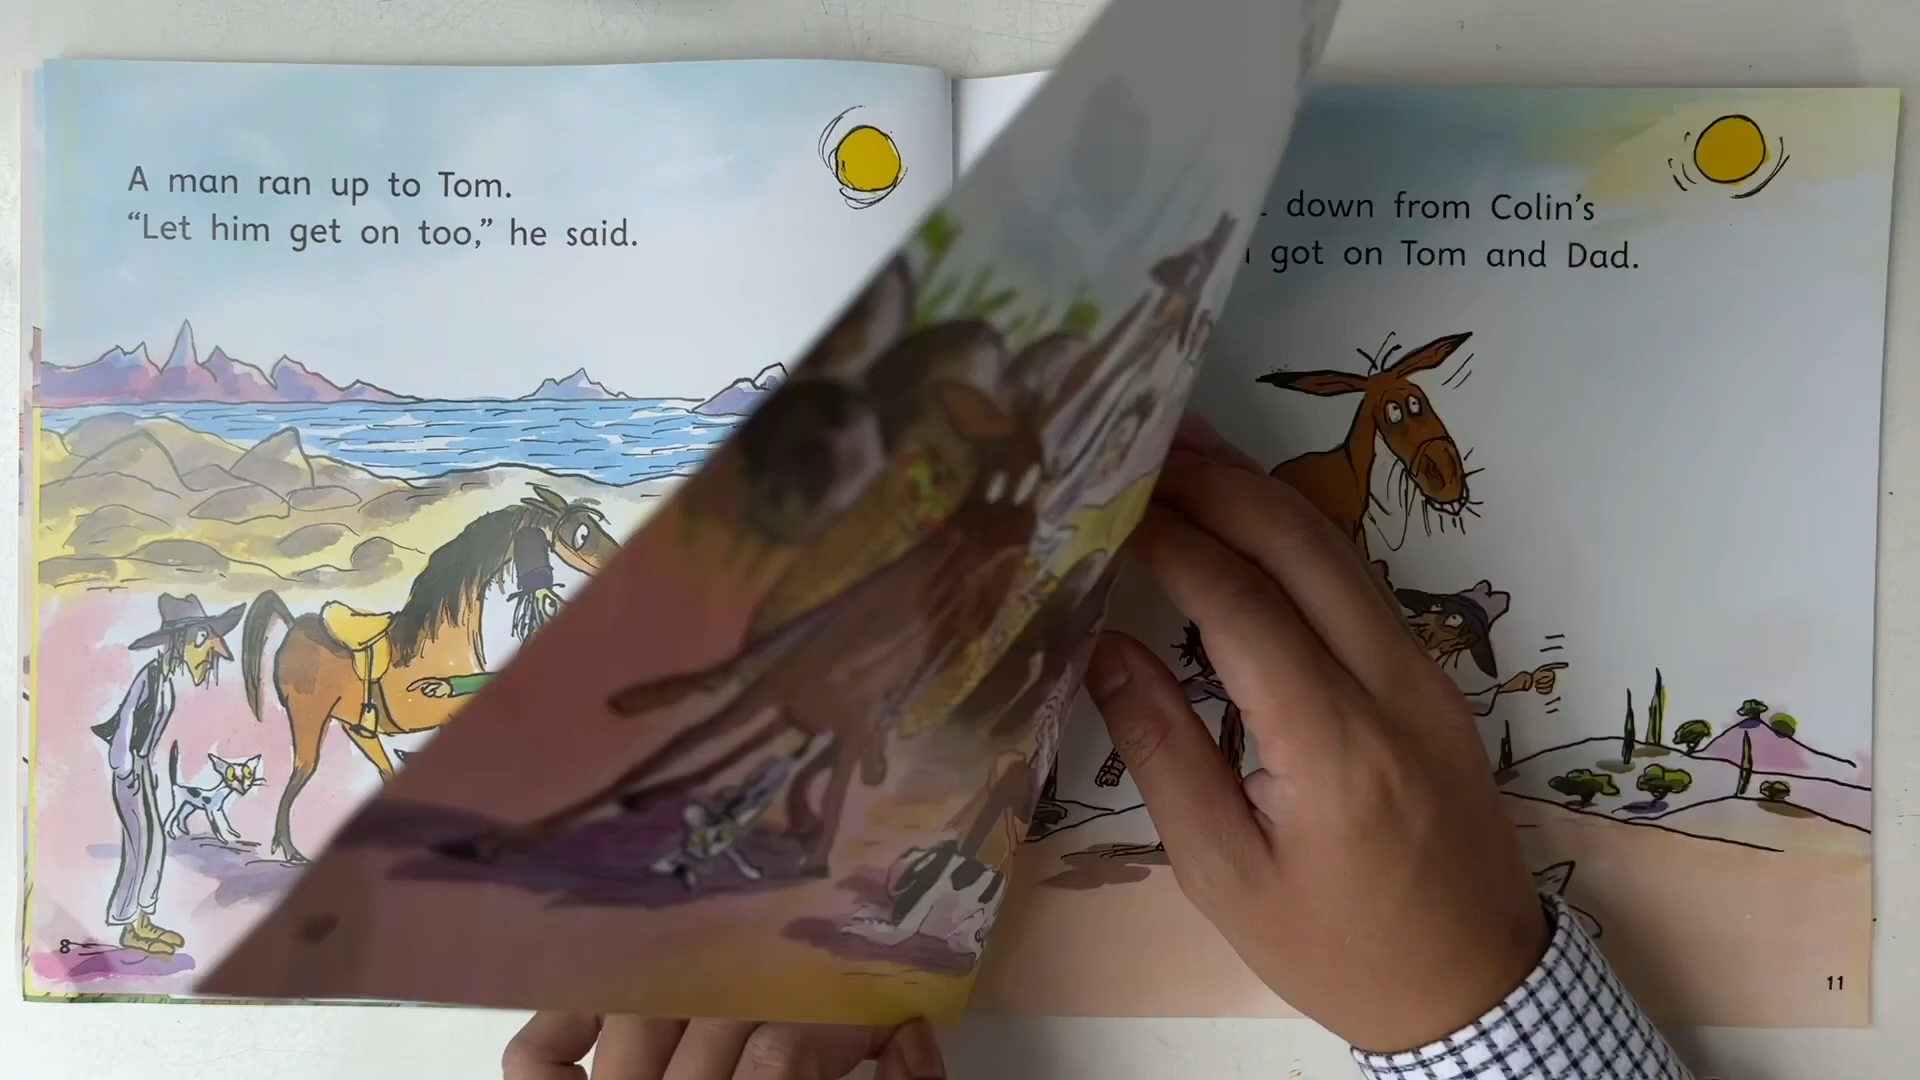 A man ran up to Tom.
“Let him get on too,” he said.
8
down from Colin’s
got on Tom and Dad.
11